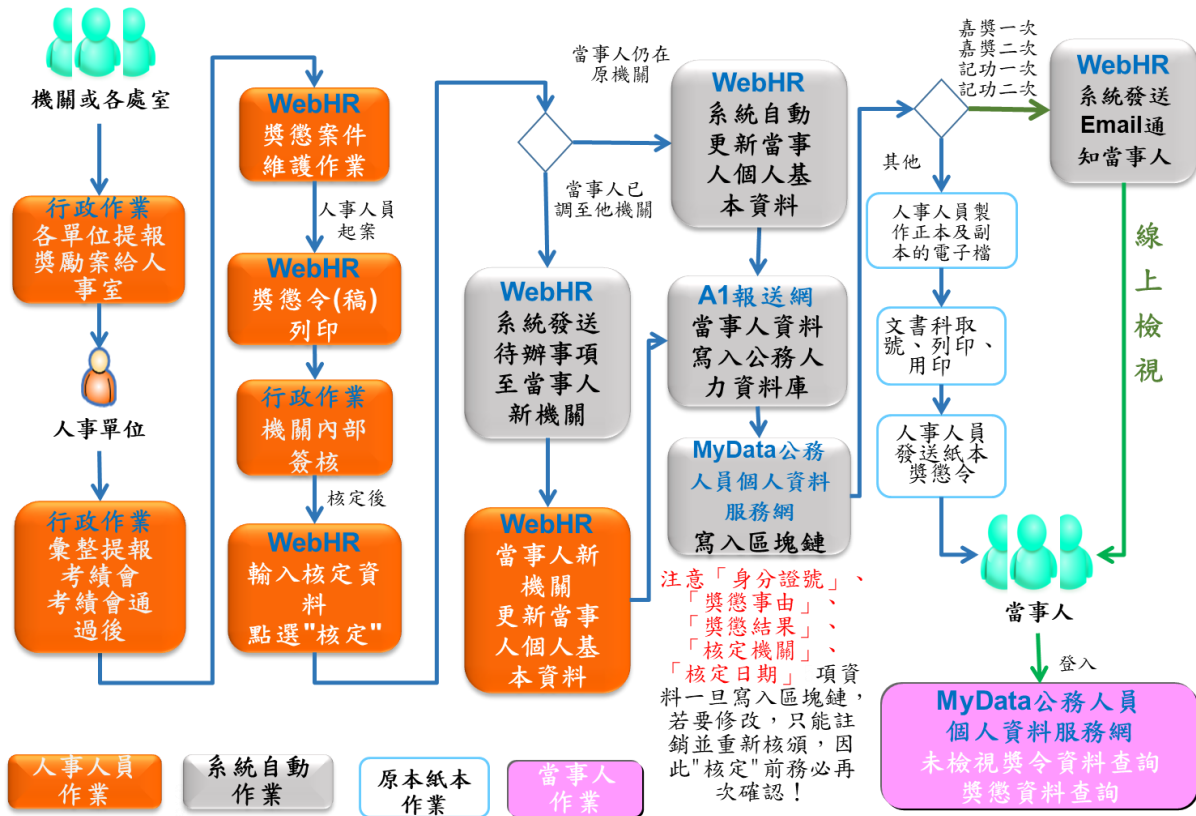 機關或各處室
行政作業
各單位提報
獎勵案給人
事室
人事單位
行政作業
彙整提報
考績會
考績會通
過後
WebHR
獎懲案件
維護作業
人事人員
起案
WebHR
獎懲令(稿)
列印
行政作業
機關內部
簽核
核定後
WebHR
輸入核定資
料
點選"核定"
當事人仍在
原機關
當事人已
調至他機關
WebHR
系統發送
待辦事項
至當事人
新機關
WebHR
當事人新
機關
更新當事
人個人基
本資料
WebHR
系統自動
更新當事
人個人基
本資料
A1報送網
當事人資料
寫入公務人
力資料庫
MyData公務
人員個人資料
服務網
寫入區塊鏈
注意「身分證號」、
「獎懲事由」、
「獎懲結果」、
「核定機關」、
「核定日期」 項資
料一旦寫入區塊鏈，
若要修改，只能註
銷並重新核頒，因
此"核定"前務必再
次確認！
嘉獎一次
嘉獎二次
記功一次
記功二次
其他
人事人員製
作正本及副
本的電子檔
文書科取
號、列印、
用印
人事人員
發送紙本
獎懲令
WebHR
系統發送
Email通
知當事人
線
上
檢
視
當事人
登入
MyData公務人員
個人資料服務網
未檢視獎令資料查詢
獎懲資料查詢
人事人員
作業
系統自動
作業
原本紙本
作業
當事人
作業